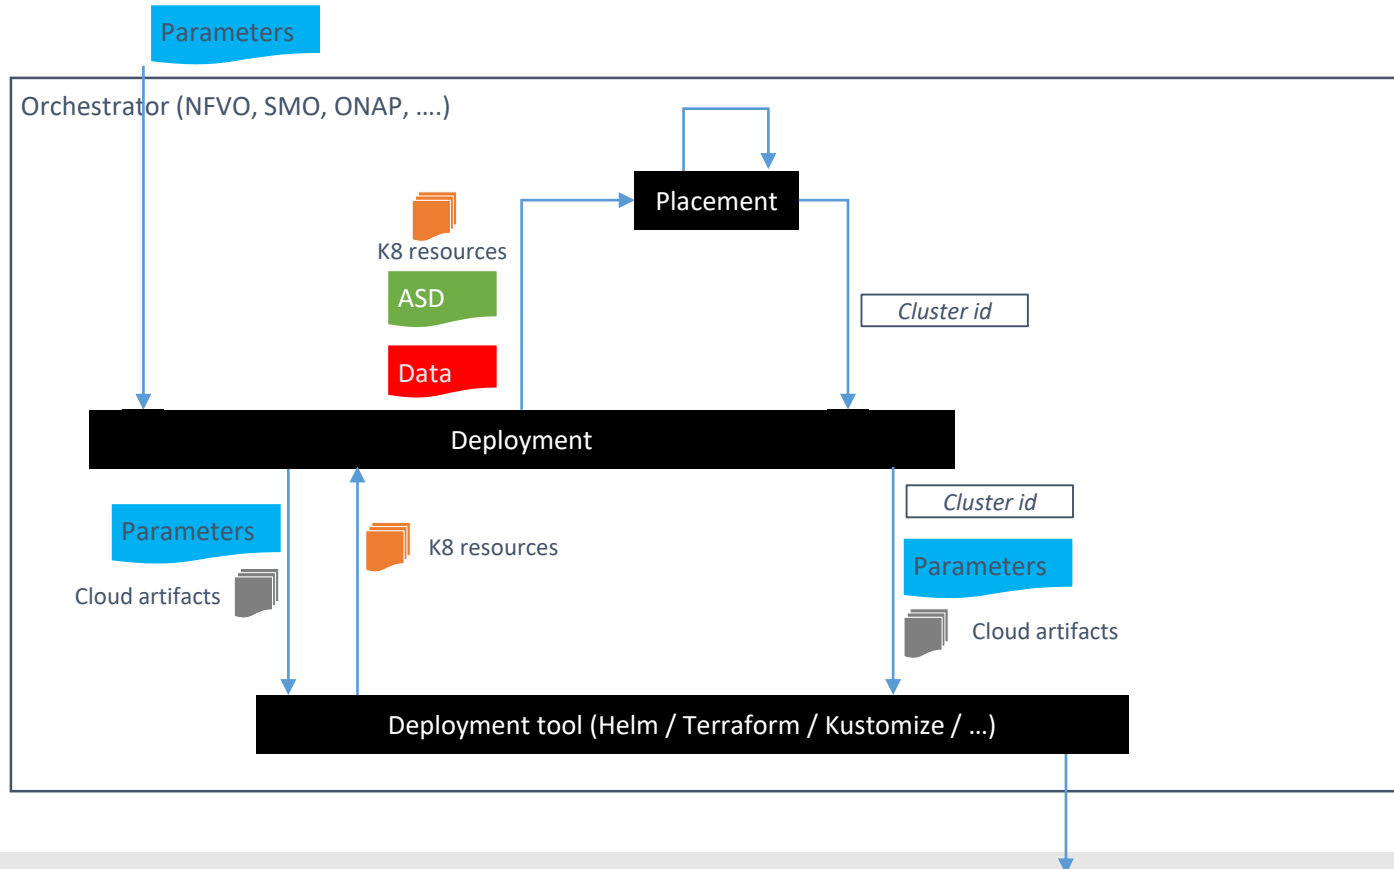 Parameters
Orchestrator (NFVO, SMO, ONAP, ….)
Placement
K8 resources
ASD
Cluster id
Data
Deployment
Cluster id
Parameters
K8 resources
Parameters
Cloud artifacts
Cloud artifacts
Deployment tool (Helm / Terraform / Kustomize / …)